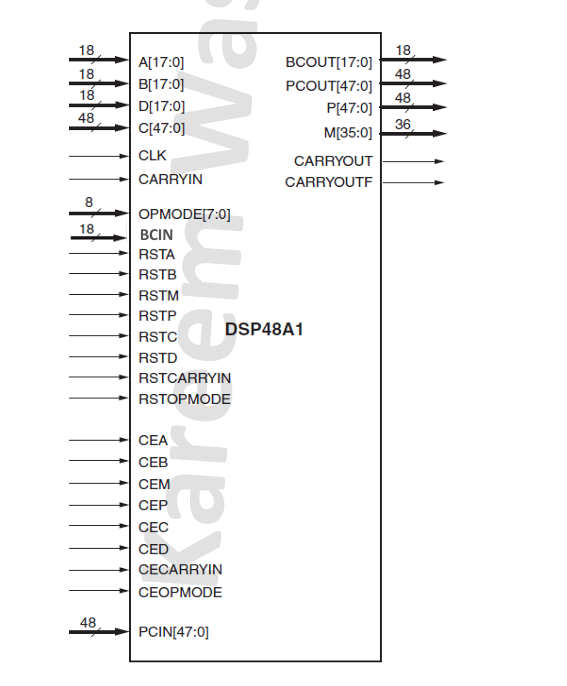 18 A[17:0]
18 B[17:0]
18 D[17:0]
48 C[47:0]
CLK
CARRYIN
8 OPMODE[7:0]
18 BCIN
RSTA
RSTB
RSTM
RSTP
RSTC
RSTD
RSTCARRYIN
RSTOPMODE
CEA
CEB
CEM
CEP
CEC
CED
CECARRYIN
CEOPMODE
48 PCIN[47:0]
DSP48A1
BCOUT[17:0] 18
PCOUT[47:0] 48
P[47:0] 48
M[35:0] 36
CARRYOUT
CARRYOUTF
Kareem